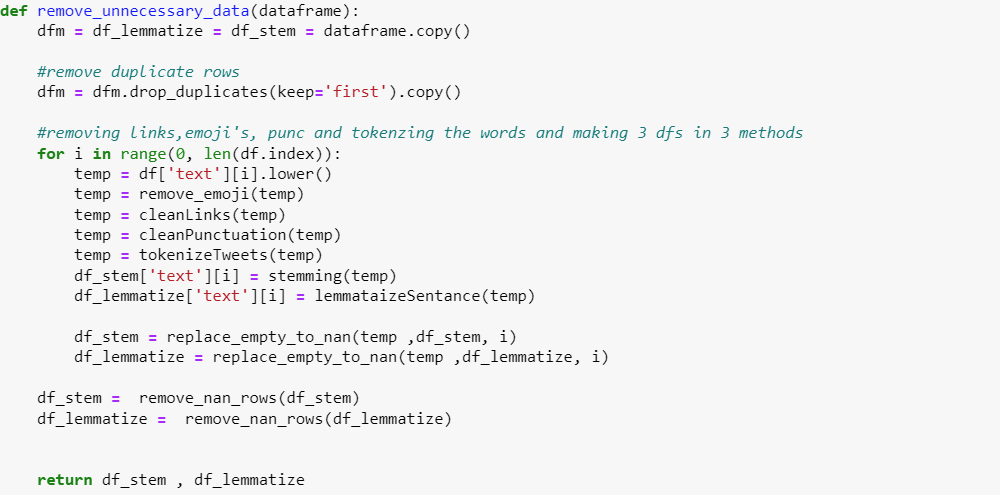 def remove_unnecessary_data(dataframe):
    dfm = df_lemmatize = df_stem = dataframe.copy()

    #remove duplicate rows
    dfm = dfm.drop_duplicates(keep='first').copy()

    #removing links,emoji's, punc and tokenzing the words and making 3 dfs in 3 methods
    for i in range(0, len(df.index)):
        temp = df['text'][i].lower()
        temp = remove_emoji(temp)
        temp = cleanLinks(temp)
        temp = cleanPunctuation(temp)
        temp = tokenizeTweets(temp)
        df_stem['text'][i] = stemming(temp)
        df_lemmatize['text'][i] = lemmataizeSentance(temp)

        df_stem = replace_empty_to_nan(temp ,df_stem, i)
        df_lemmatize = replace_empty_to_nan(temp ,df_lemmatize, i)

    df_stem =  remove_nan_rows(df_stem)
    df_lemmatize =  remove_nan_rows(df_lemmatize)


    return df_stem , df_lemmatize